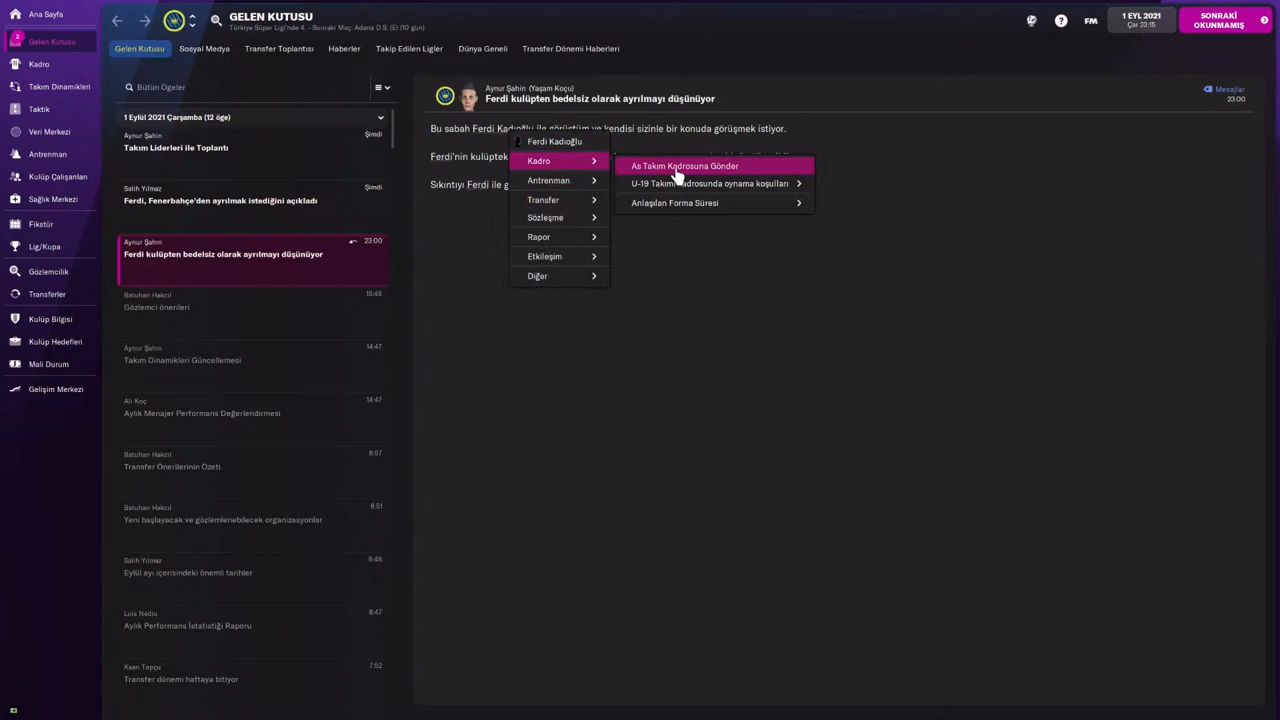 Ana Sayfa
2
Gelen Kutusu
Kadro
Takım Dinamikleri
Taktik
Veri Merkezi
Antrenman
Kulüp Çalışanları
Sağlık Merkezi
Fikstür
Lig/Kupa
Gözlemcilik
Transferler
Kulüp Bilgisi
Kulüp Hedefleri
Mali Durum
Gelişim Merkezi
GELEN KUTUSU
Türkiye Süper Ligi'nde 4. - Sonraki Maç: Adana D.S. (E) (10 gün)
FM
1 EYL 2021
Çar 23:15
SONRAKİ
OKUNMAMIŞ
Gelen Kutusu
Sosyal Medya
Transfer Toplantısı
Haberler
Takip Edilen Ligler
Dünya Geneli
Transfer Dönemi Haberleri
Bütün Ögeler
1 Eylül 2021 Çarşamba (12 öge)
Aynur Şahin
Şimdi
Takım Liderleri ile Toplantı
Salih Yılmaz
Şimdi
Ferdi, Fenerbahçe'den ayrılmak istediğini açıkladı
Aynur Şahin
23:00
Ferdi kulüpten bedelsiz olarak ayrılmayı düşünüyor
Batuhan Hakcıl
16:48
Gözlemci önerileri
Aynur Şahin
14:47
Takım Dinamikleri Güncellemesi
Ali Koç
14:47
Aylık Menajer Performans Değerlendirmesi
Batuhan Hakcıl
8:57
Transfer Önerilerinin Özeti
Batuhan Hakcıl
8:51
Yeni başlayacak ve gözlemlenebilecek organizasyonlar
Salih Yılmaz
8:48
Eylül ayı içerisindeki önemli tarihler
Luís Nédio
8:47
Aylık Performans İstatistiği Raporu
Kaan Topçu
7:52
Transfer dönemi haftaya bitiyor
Aynur Şahin (Yaşam Koçu)
Ferdi kulüpten bedelsiz olarak ayrılmayı düşünüyor
Mesajlar
23:00
Bu sabah Ferdi Kadıoğlu ile görüştüm ve kendisi sizinle bir konuda görüşmek istiyor.
Ferdi'nin kulüptek
Sıkıntıyı Ferdi ile g
Ferdi Kadıoğlu
Kadro
Antrenman
Transfer
Sözleşme
Rapor
Etkileşim
Diğer
As Takım Kadrosuna Gönder
U-19 Takımı Kadrosunda oynama koşulları
Anlaşılan Forma Süresi